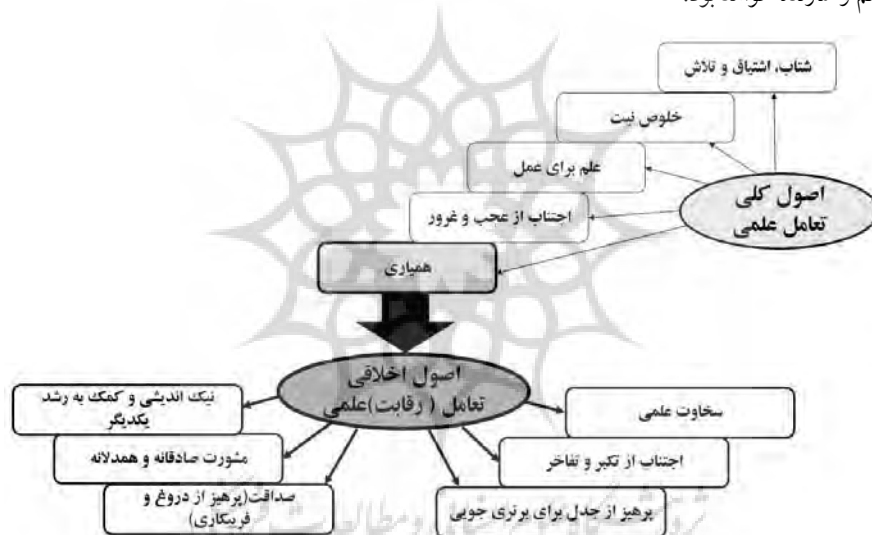 شتاب، اشتیاق و تلاش
خلوص نیت
علم برای عمل
اصول کلی
تعامل علمی
اجتناب از عجب و غرور
همیاری
اصول اخلاقی
تعامل ( رقابت)علمی
سخاوت علمی
اجتناب از تکبر و تفاخر
پرهیز از جدل برای برتری جویی
نیک اندیشی و کمک به رشد
یکدیگر
مشورت صادقانه و همدلانه
صداقت(پرهیز از دروغ و
فریبکاری)